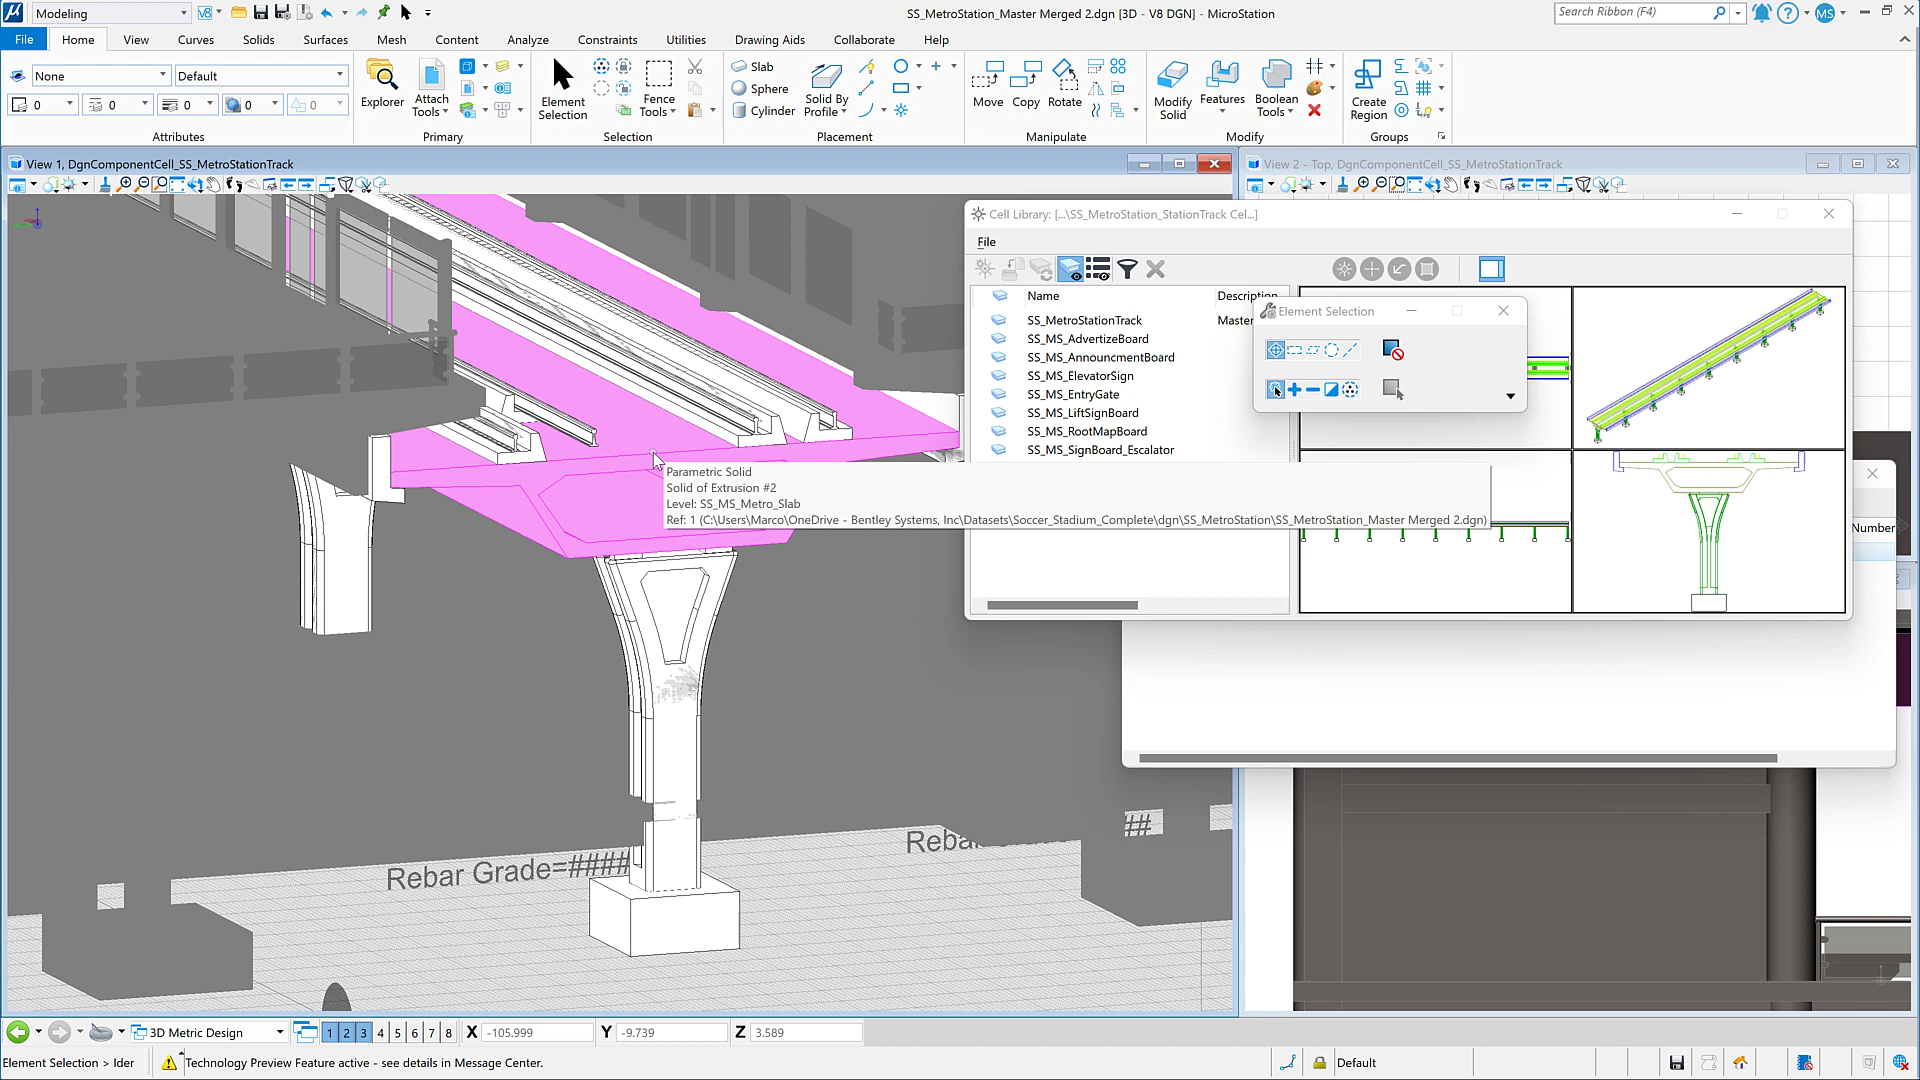 Modeling
SS_MetroStation_Master Merged 2.dgn [3D - V8 DGN] - MicroStation
Search Ribbon (F4)
MS
File Home View Curves Solids Surfaces Mesh Content Analyze Constraints Utilities Drawing Aids Collaborate Help
None
Default
0 0 0 0 0
Attributes
Explorer
Attach Tools
Primary
Element Selection
Fence Tools
Selection
Slab
Sphere
Cylinder
Solid By Profile
Placement
Move
Copy
Rotate
Manipulate
Modify Solid
Features
Boolean Tools
Modify
Create Region
Groups
View 1, DgnComponentCell_SS_MetroStationTrack
View 2 - Top, DgnComponentCell_SS_MetroStationTrack
Cell Library: [...\SS_MetroStation_StationTrack Cel...]
File
Name Description
SS_MetroStationTrack Master
SS_MS_AdvertizeBoard
SS_MS_AnnouncmentBoard
SS_MS_ElevatorSign
SS_MS_EntryGate
SS_MS_LiftSignBoard
SS_MS_RootMapBoard
SS_MS_SignBoard_Escalator
Element Selection
Parametric Solid
Solid of Extrusion #2
Level: SS_MS_Metro_Slab
Ref: 1 (C:\Users\Marco\OneDrive - Bentley Systems, Inc\Datasets\Soccer_Stadium_Complete\dgn\SS_MetroStation\SS_MetroStation_Master Merged 2.dgn)
Number
Rebar Grade=####
Reba
##
3D Metric Design
1 2 3 4 5 6 7 8
X -105.999
Y -9.739
Z 3.589
Element Selection > Ider
Technology Preview Feature active - see details in Message Center.
Default